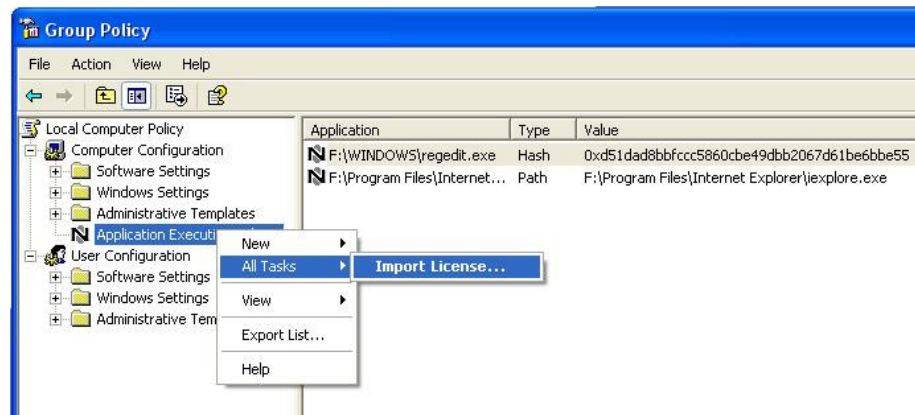 Group Policy
File Action View Help
Local Computer Policy
Computer Configuration
Software Settings
Windows Settings
Administrative Templates
Application Executi
User Configuration
Software Settings
Windows Settings
Administrative Tem
Application Type Value
F:\WINDOWS\regedit.exe Hash 0xd51dad8bbfccc5860cbe49dbb2067d61be6bbe55
F:\Program Files\Internet... Path F:\Program Files\Internet Explorer\iexplore.exe
New
All Tasks
View
Export List...
Help
Import License...